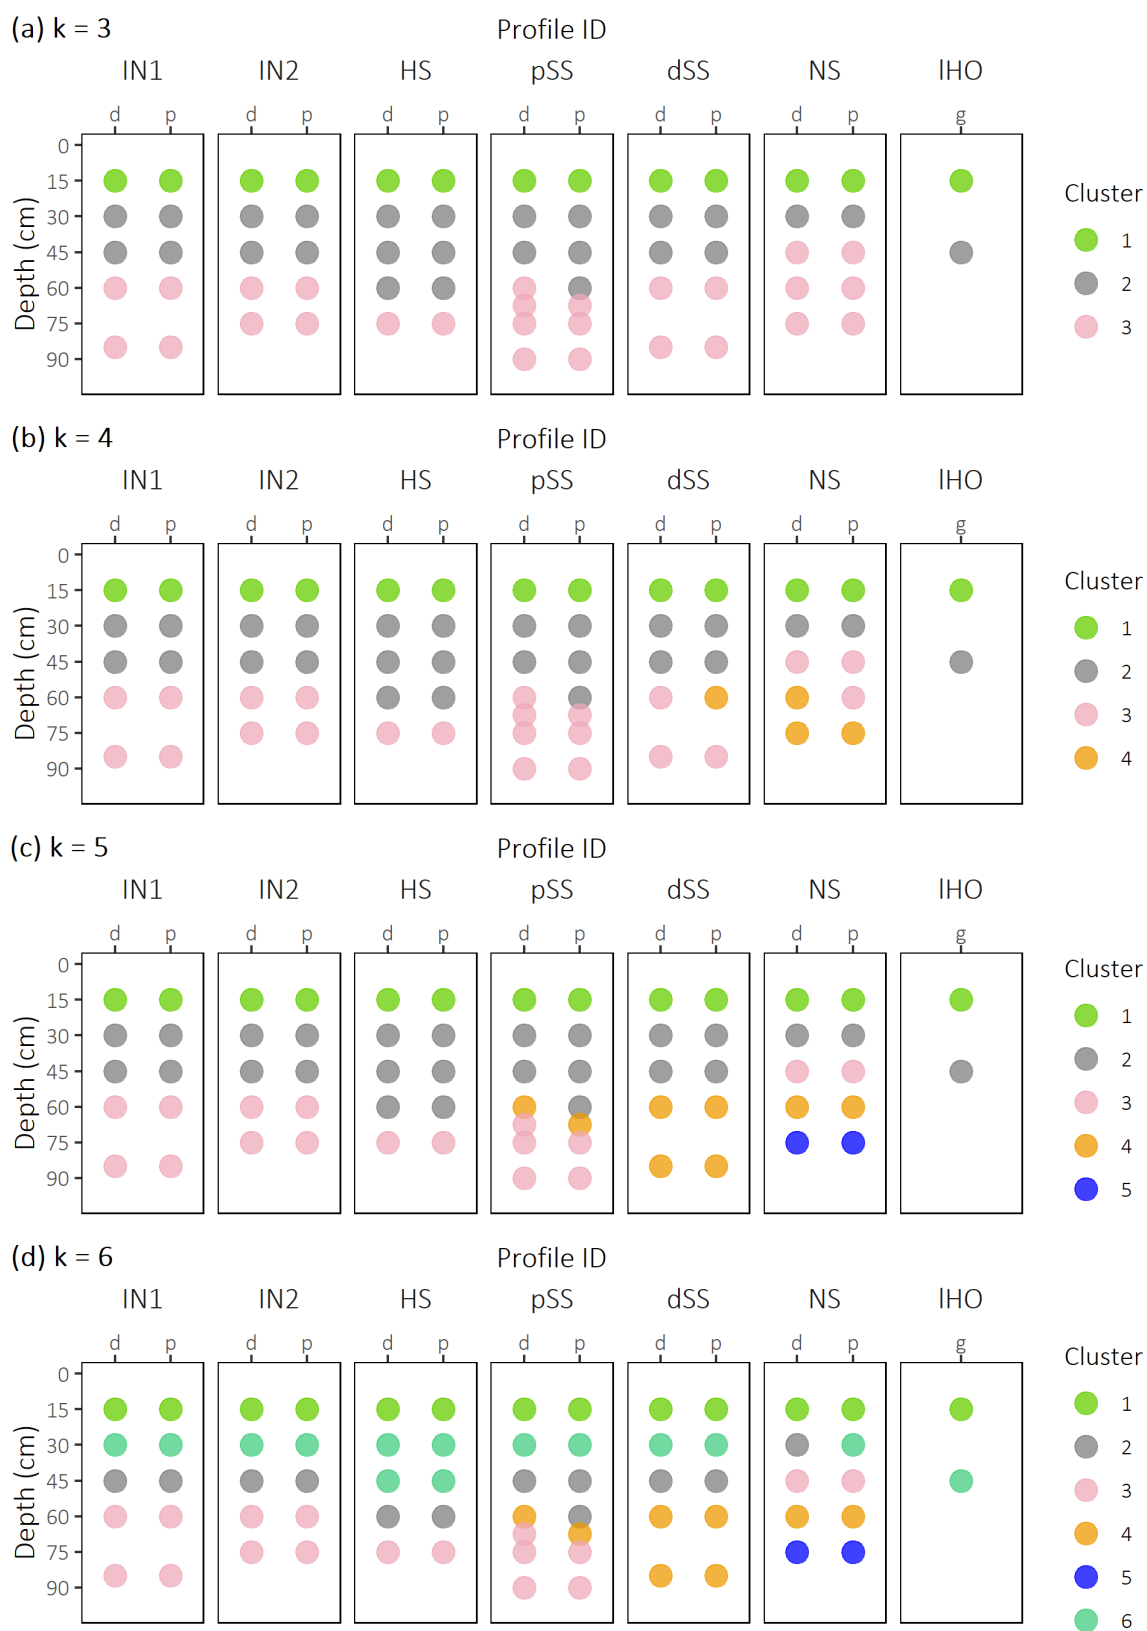 (a) k = 3
Profile ID
IN1 IN2 HS pSS dSS NS lHO
d p d p d p d p d p d p g
Depth (cm)
0
15
30
45
60
75
90
Cluster
1
2
3
(b) k = 4
Profile ID
IN1 IN2 HS pSS dSS NS lHO
d p d p d p d p d p d p g
Depth (cm)
0
15
30
45
60
75
90
Cluster
1
2
3
4
(c) k = 5
Profile ID
IN1 IN2 HS pSS dSS NS lHO
d p d p d p d p d p d p g
Depth (cm)
0
15
30
45
60
75
90
Cluster
1
2
3
4
5
(d) k = 6
Profile ID
IN1 IN2 HS pSS dSS NS lHO
d p d p d p d p d p d p g
Depth (cm)
0
15
30
45
60
75
90
Cluster
1
2
3
4
5
6